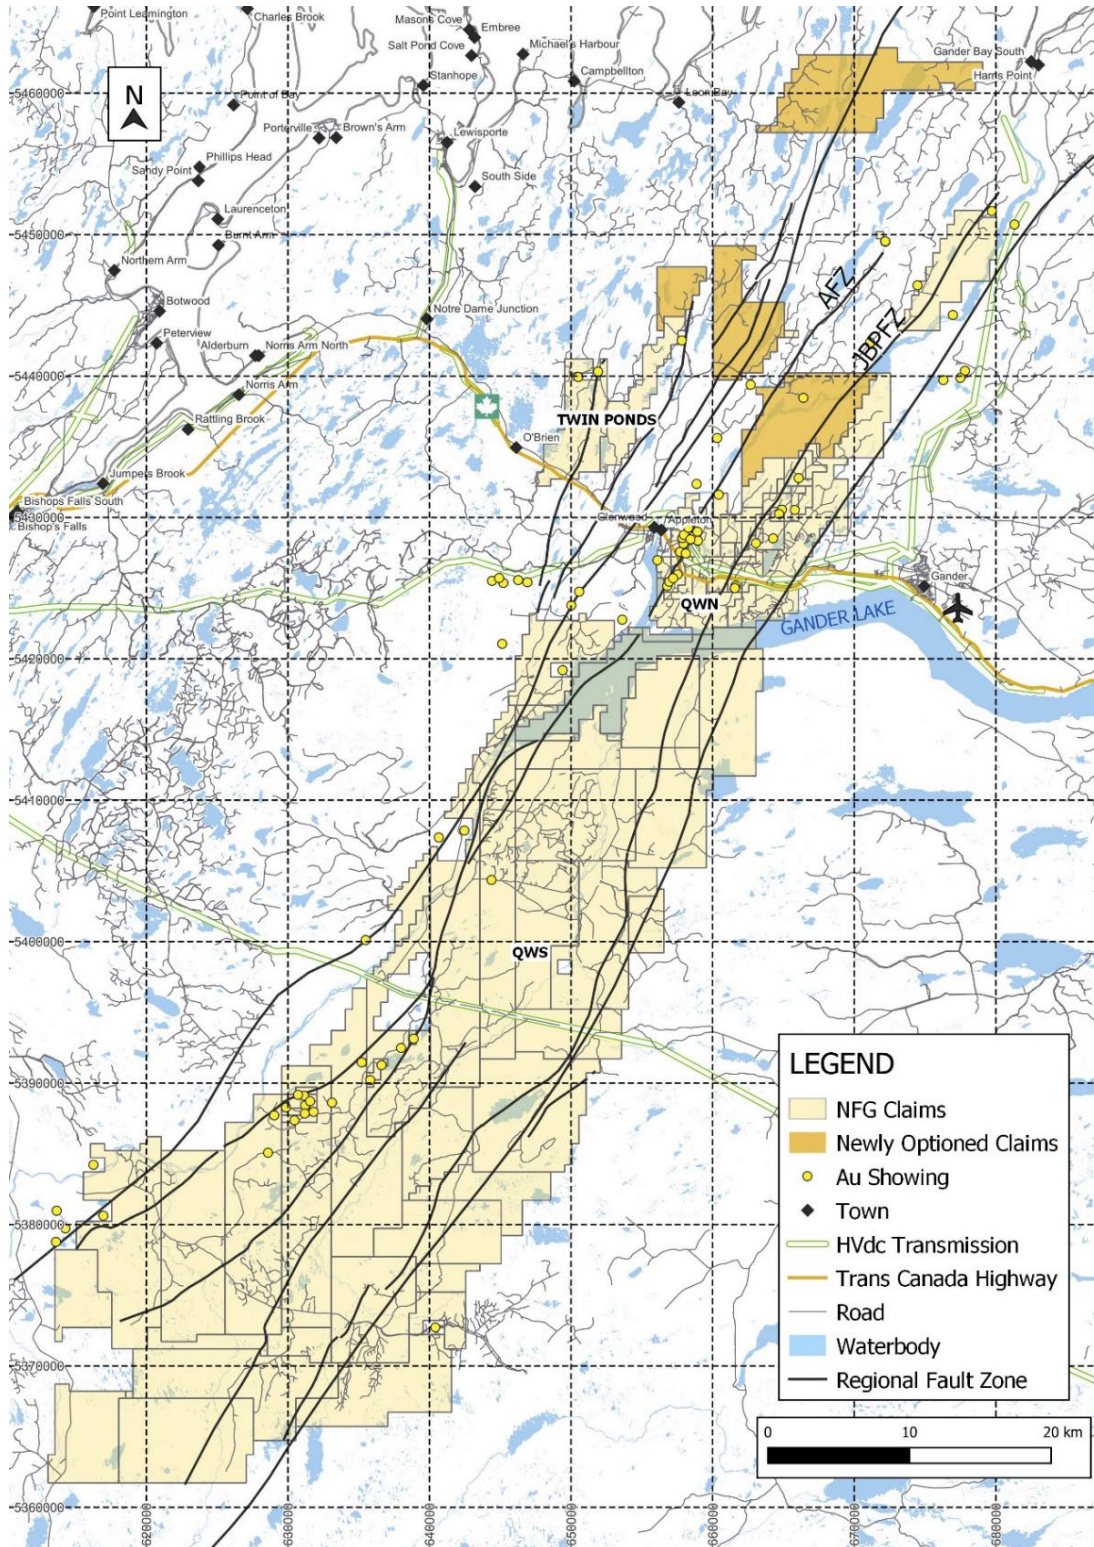 Point Leamington
Charles Brook
Masons Cove
Embree
Salt Pond Cove
Michael's Harbour
Stanhope
Campbellton
Gander Bay South
Harris Point
5460000
N
Point of Bay
Loon Bay
Porterville
Brown's Arm
Lewisporte
Phillips Head
Sandy Point
South Side
Laurenceton
5450000
Burnt Arm
Northern Arm
AFZ
Botwood
Notre Dame Junction
JBPFZ
Peterview
Alderburn
Norris Arm North
5440000
Norris Arm
TWIN PONDS
Rattling Brook
O'Brien
Jumpers Brook
Bishops Falls South
5430000
Bishop's Falls
Glenwood
Appleton
Gander
QWN
GANDER LAKE
5420000
5410000
5400000
QWS
5390000
5380000
5370000
5360000
LEGEND
NFG Claims
Newly Optioned Claims
Au Showing
Town
HVdc Transmission
Trans Canada Highway
Road
Waterbody
Regional Fault Zone
0 10 20 km
620000
630000
640000
650000
660000
670000
680000